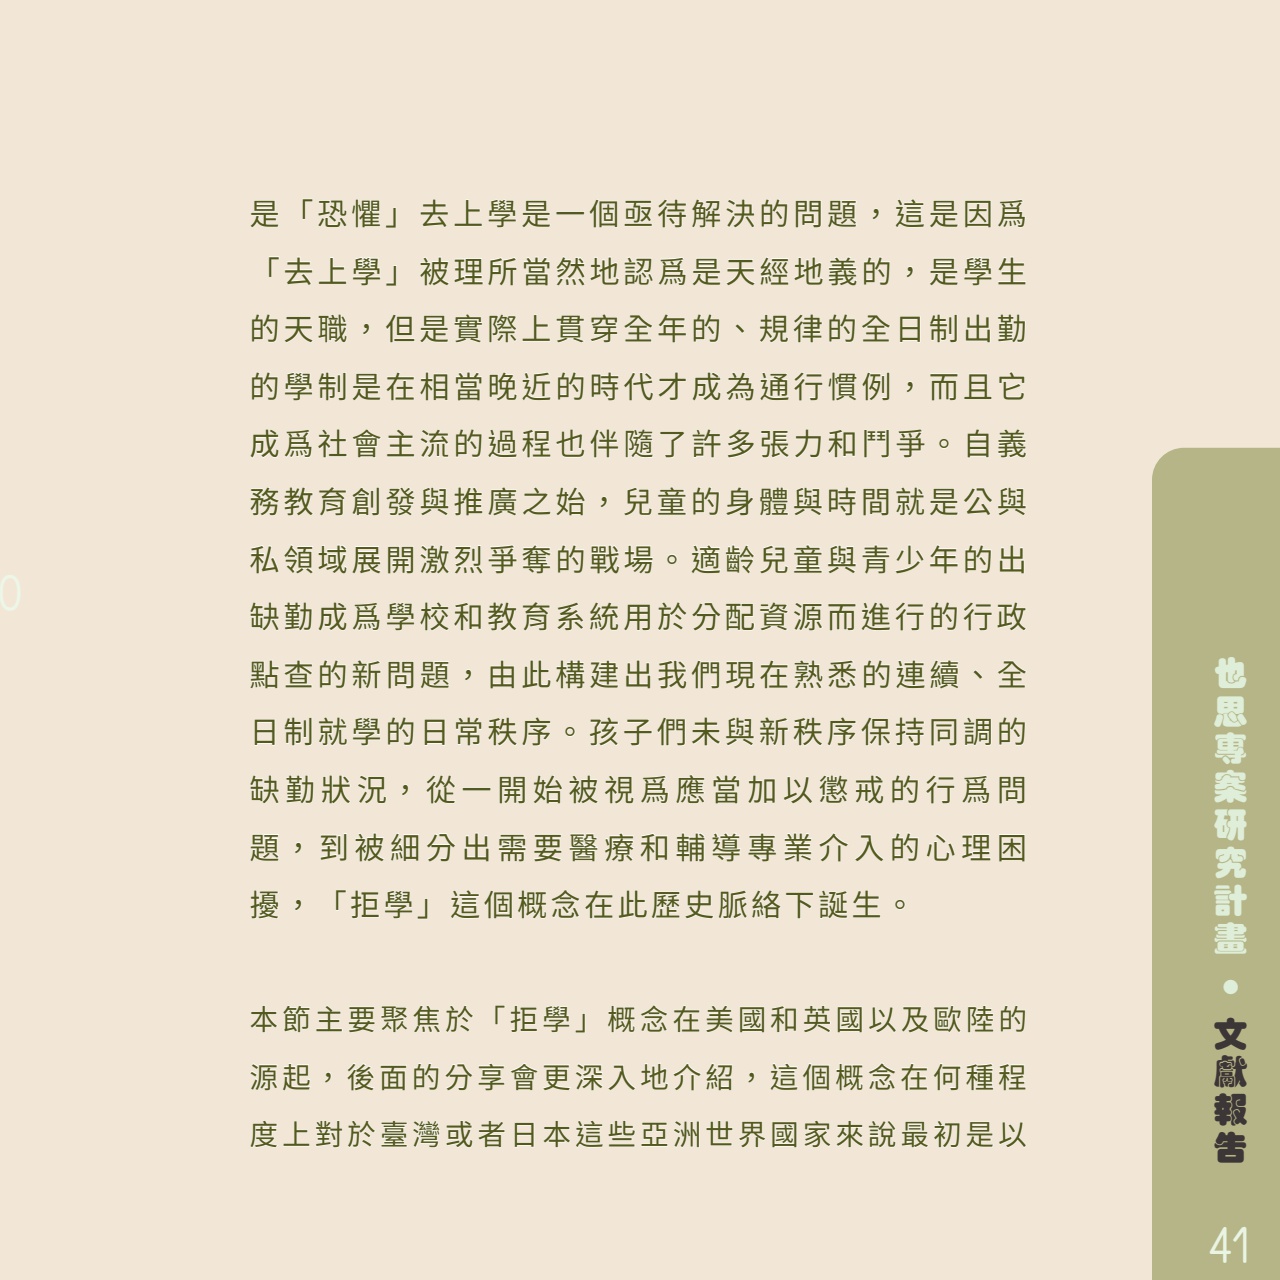 是「恐懼」去上學是一個亟待解決的問題，這是因爲
「去上學」被理所當然地認爲是天經地義的，是學生
的天職，但是實際上貫穿全年的、規律的全日制出勤
的學制是在相當晚近的時代才成為通行慣例，而且它
成爲社會主流的過程也伴隨了許多張力和鬥爭。自義
務教育創發與推廣之始，兒童的身體與時間就是公與
私領域展開激烈爭奪的戰場。適齡兒童與青少年的出
缺勤成爲學校和教育系統用於分配資源而進行的行政
點查的新問題，由此構建出我們現在熟悉的連續、全
日制就學的日常秩序。孩子們未與新秩序保持同調的
缺勤狀況，從一開始被視爲應當加以懲戒的行爲問
題，到被細分出需要醫療和輔導專業介入的心理困
擾，「拒學」這個概念在此歷史脈絡下誕生。
本節主要聚焦於「拒學」概念在美國和英國以及歐陸的
源起，後面的分享會更深入地介紹，這個概念在何種程
度上對於臺灣或者日本這些亞洲世界國家來說最初是以
0
也思專案研究計畫·文獻報告
41